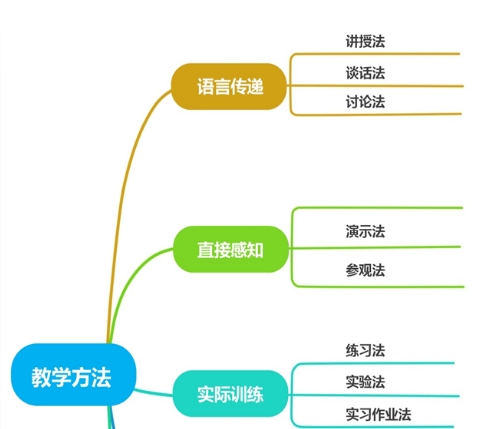 讲授法
语言传递
谈话法
讨论法
演示法
直接感知
参观法
教学方法
练习法
实际训练
实验法
实习作业法